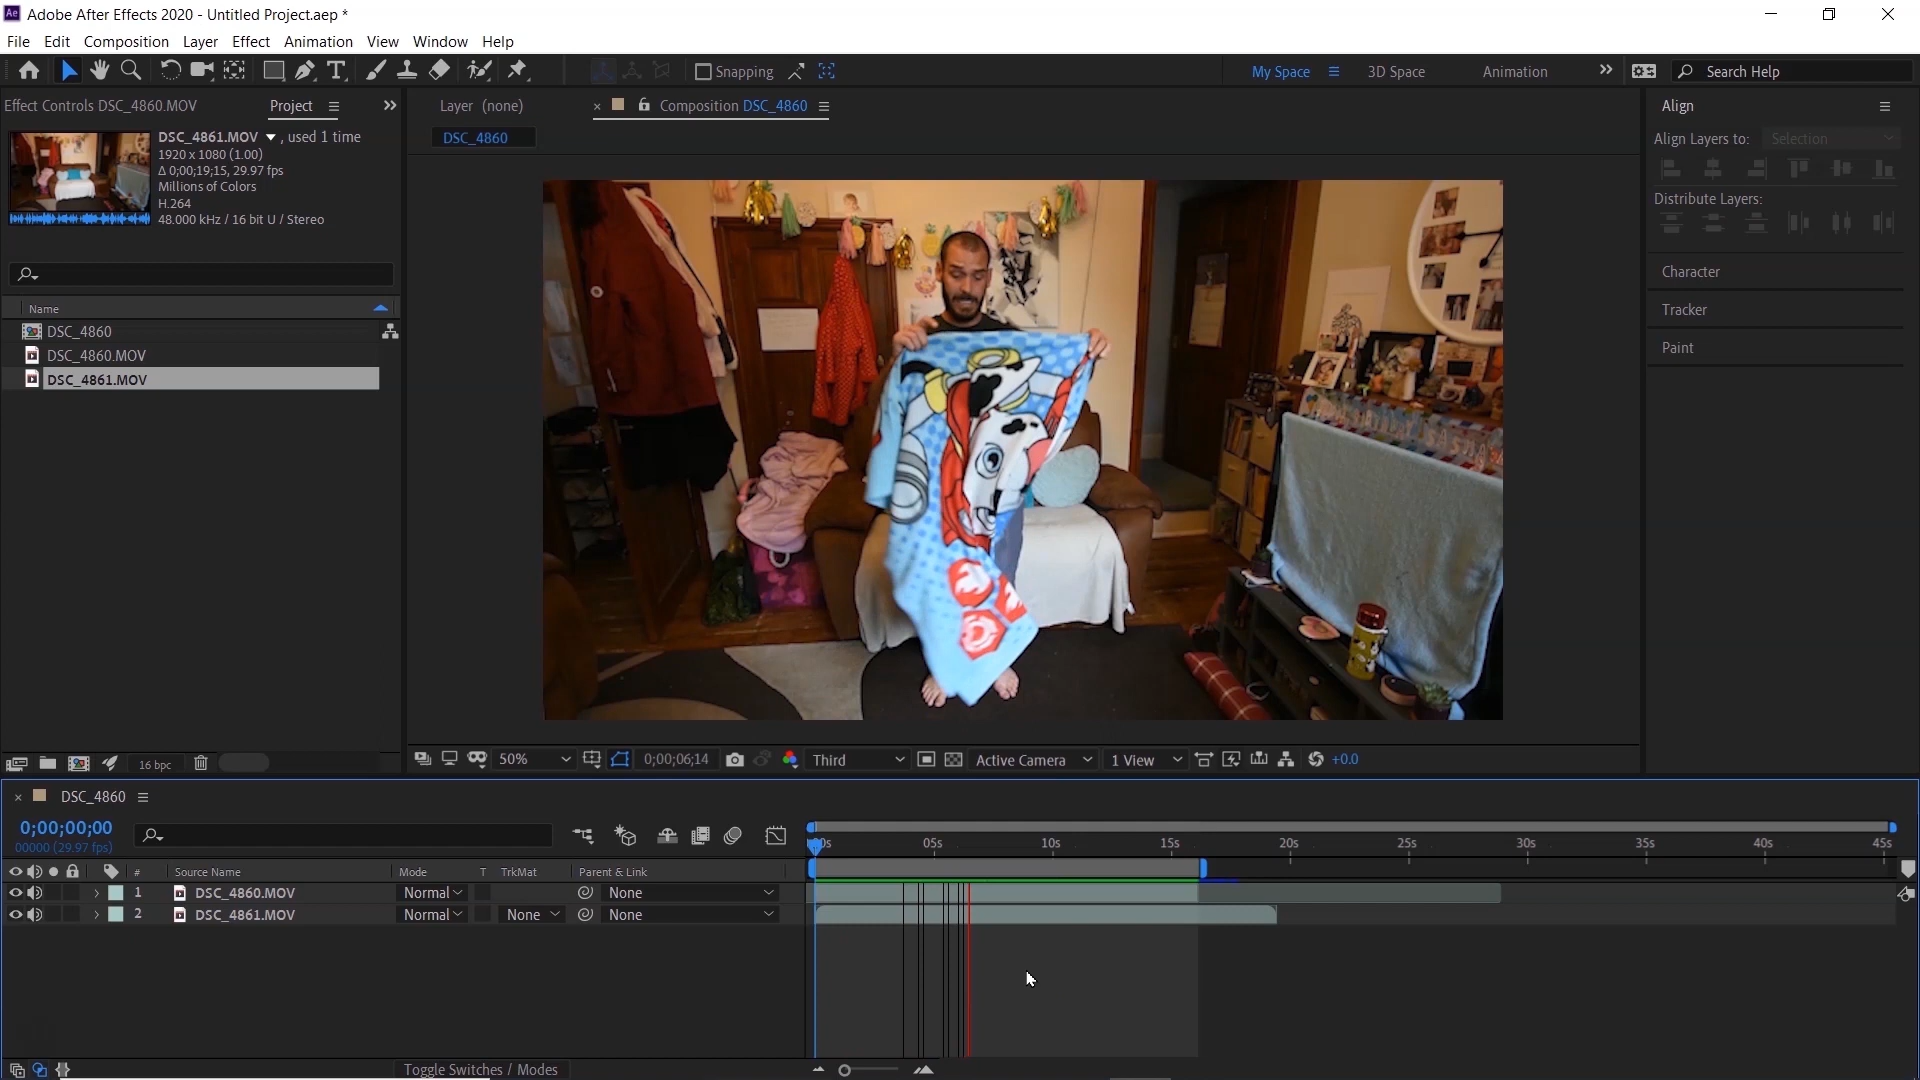 Ae Adobe After Effects 2020 - Untitled Project.aep *
File Edit Composition Layer Effect Animation View Window Help
Snapping My Space 3D Space Animation Search Help
Effect Controls DSC_4860.MOV Project Layer (none) Composition DSC_4860 Align
DSC_4861.MOV , used 1 time
1920 x 1080 (1.00)
Δ 0;00;19;15, 29.97 fps
Millions of Colors
H.264
48.000 kHz / 16 bit U / Stereo
DSC_4860
Align Layers to: Selection
Distribute Layers:
Character
Tracker
Paint
Name
DSC_4860
DSC_4860.MOV
DSC_4861.MOV
16 bpc
50% 0;00;06;14 Third Active Camera 1 View +0.0
DSC_4860
0;00;00;00
00000 (29.97 fps)
05s 10s 15s 20s 25s 30s 35s 40s 45s
# Source Name Mode T TrkMat Parent & Link
1 DSC_4860.MOV Normal None
2 DSC_4861.MOV Normal None None
Toggle Switches / Modes